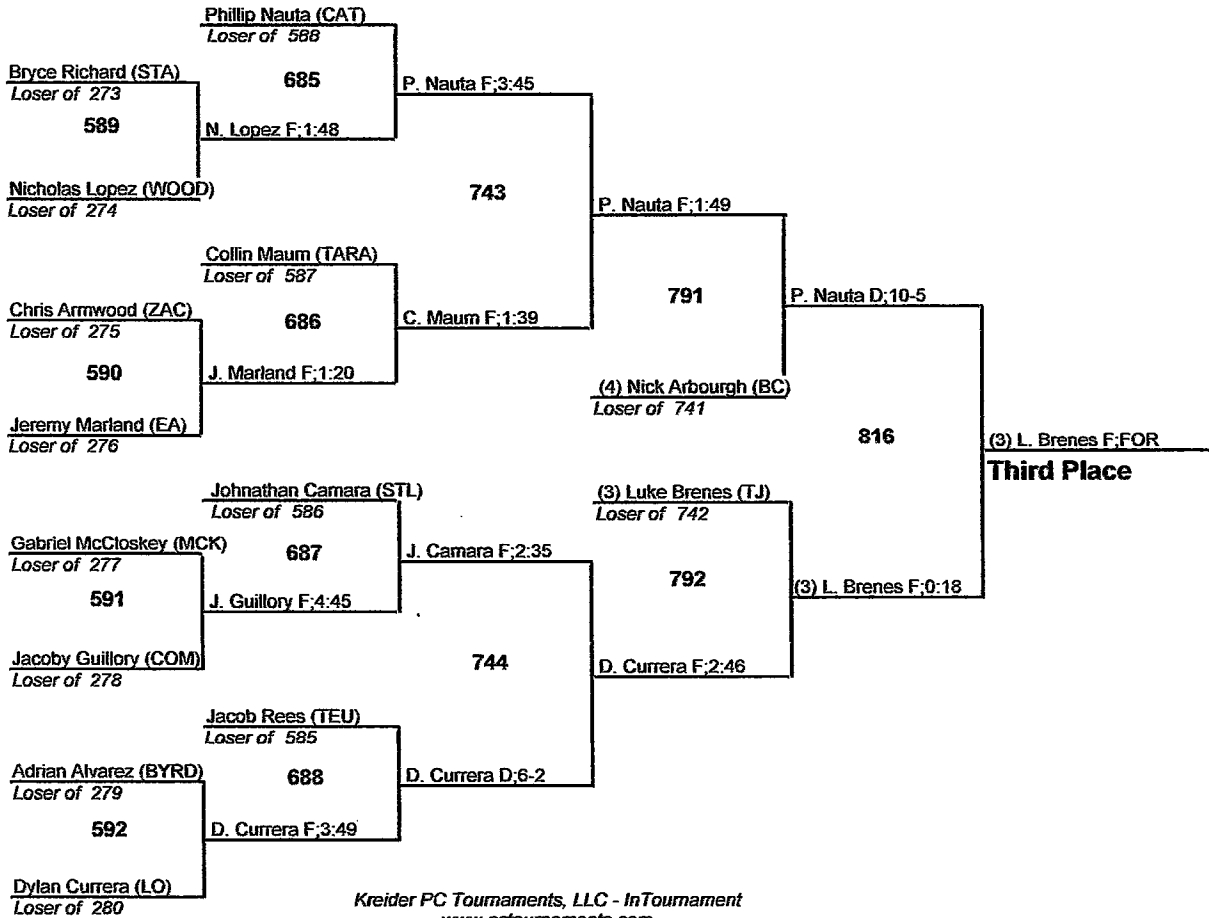 Phillip Nauta (CAT)
Loser of 588
Bryce Richard (STA)
Loser of 273
685
P. Nauta F;3:45
589
N. Lopez F;1:48
Nicholas Lopez (WOOD)
Loser of 274
743
P. Nauta F;1:49
Collin Maum (TARA)
Loser of 587
Chris Armwood (ZAC)
Loser of 275
686
C. Maum F;1:39
791
P. Nauta D;10-5
590
J. Marland F;1:20
(4) Nick Arbourgh (BC)
Loser of 741
Jeremy Marland (EA)
Loser of 276
816
(3) L. Brenes F;FOR
Third Place
Johnathan Camara (STL)
Loser of 586
(3) Luke Brenes (TJ)
Loser of 742
Gabriel McCloskey (MCK)
Loser of 277
687
J. Camara F;2:35
792
(3) L. Brenes F;0:18
591
J. Guillory F;4:45
Jacoby Guillory (COM)
Loser of 278
744
D. Currera F;2:46
Jacob Rees (TEU)
Loser of 585
Adrian Alvarez (BYRD)
Loser of 279
688
D. Currera D;6-2
592
D. Currera F;3:49
Dylan Currera (LO)
Loser of 280
Kreider PC Tournaments, LLC - InTournament